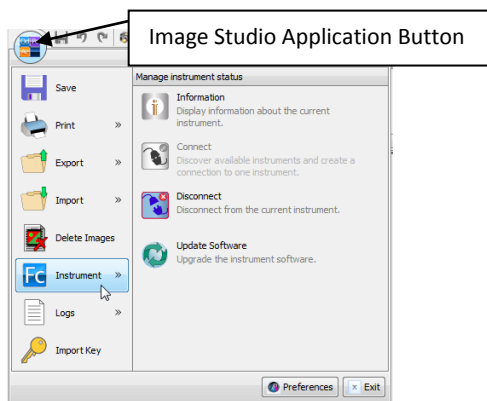 Image Studio Application Button
Save
Print »
Export »
Import »
Delete Images
Fc Instrument »
Logs »
Import Key
Manage instrument status
Information
Display information about the current
instrument.
Connect
Discover available instruments and create a
connection to one instrument.
Disconnect
Disconnect from the current instrument.
Update Software
Upgrade the instrument software.
Preferences
Exit